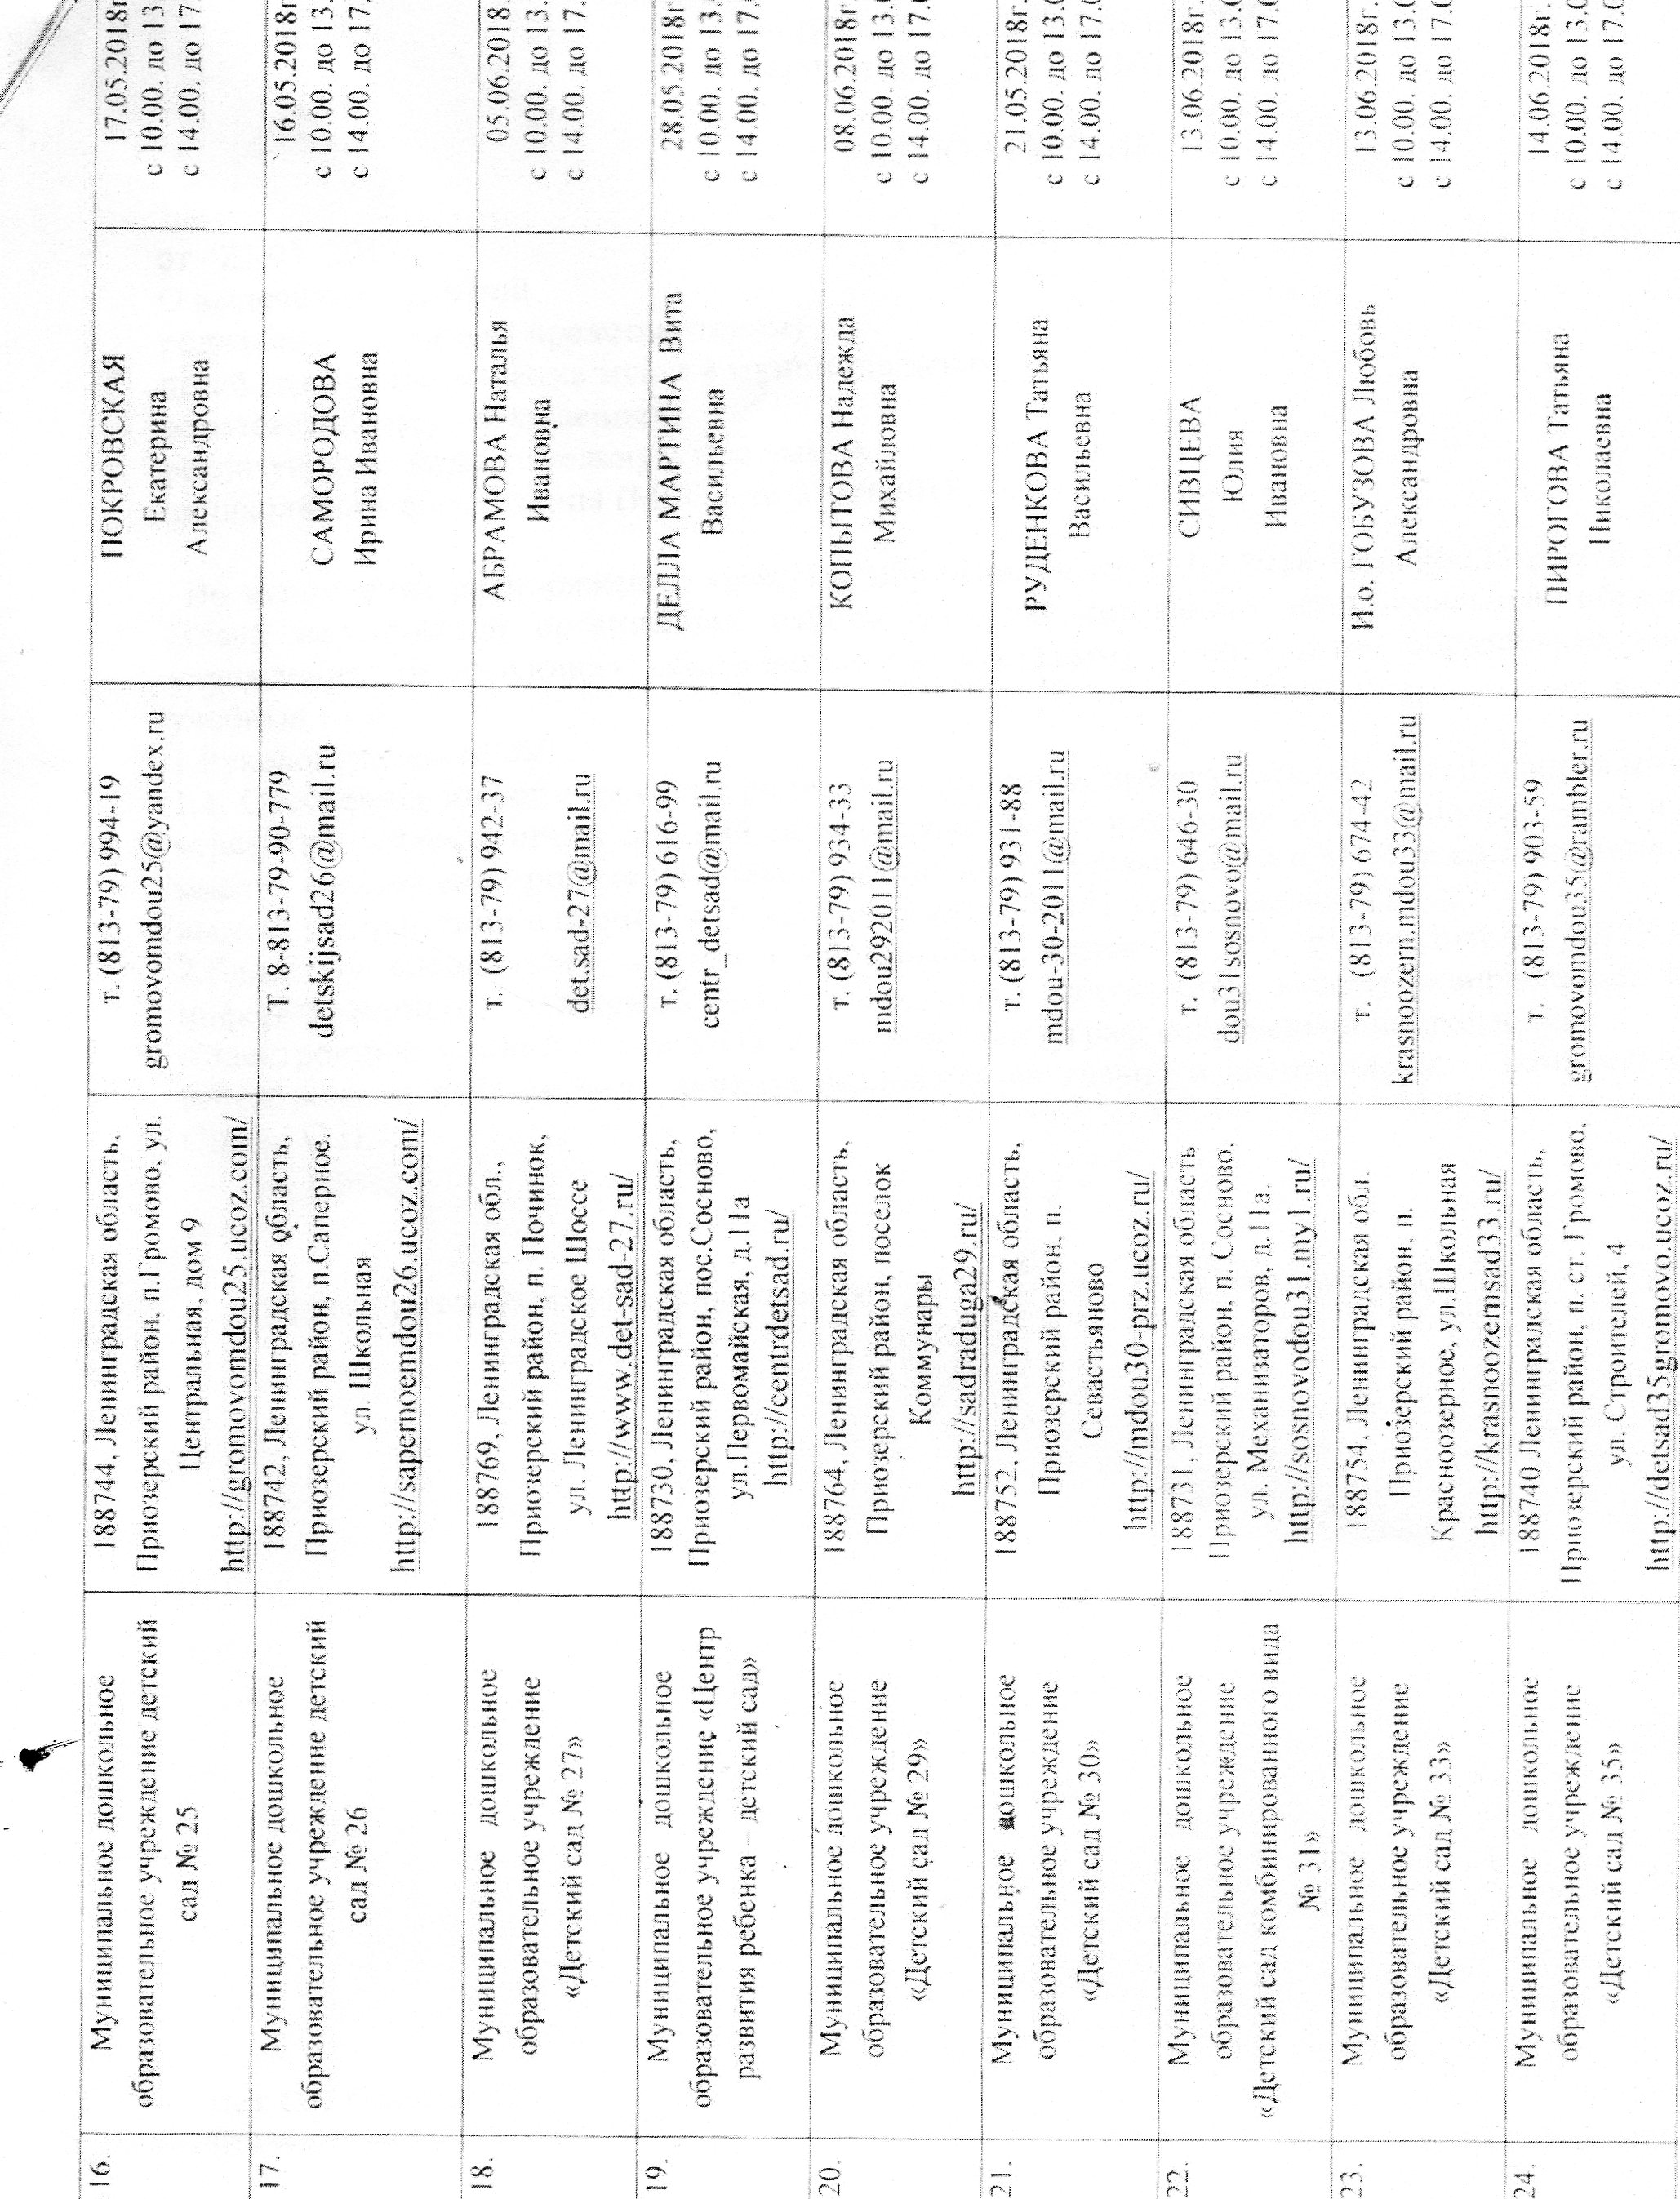 16.
Муниципальное дошкольное
образовательное учреждение детский
сад № 25
188744, Ленинградская область,
Приозерский район, п.Громово, ул.
Центральная, дом 9
http://gromovomdou25.ucoz.com/
т. (813-79) 994-19
gromovomdou25@yandex.ru
ПОКРОВСКАЯ
Екатерина
Александровна
17.05.2018г
с 10.00. до 13.
с 14.00. до 17.
17.
Муниципальное дошкольное
образовательное учреждение детский
сад № 26
188742, Ленинградская область,
Приозерский район, п.Саперное.
ул. Школьная
http://sapernoemdou26.ucoz.com/
Т. 8-813-79-90-779
detskijsad26@mail.ru
САМОРОДОВА
Ирина Ивановна
16.05.2018г
с 10.00. до 13.
с 14.00. до 17.
18.
Муниципальное дошкольное
образовательное учреждение
«Детский сад № 27»
188769, Ленинградская обл.,
Приозерский район, п. Починок,
ул. Ленинградское Шоссе
http://www.det-sad-27.ru/
т. (813-79) 942-37
det.sad-27@mail.ru
АБРАМОВА Наталья
Ивановна
05.06.2018.
с 10.00. до 13.
с 14.00. до 17.
19.
Муниципальное дошкольное
образовательное учреждение «Центр
развития ребенка – детский сад»
188730, Ленинградская область,
Приозерский район, пос.Сосново,
ул.Первомайская, д.11а
http://centrdetsad.ru/
т. (813-79) 616-99
centr_detsad@mail.ru
ДЕЛЛА МАРТИНА Вита
Васильевна
28.05.2018г
с 10.00. до 13.
с 14.00. до 17.
20.
Муниципальное дошкольное
образовательное учреждение
«Детский сад № 29»
188764, Ленинградская область,
Приозерский район, поселок
Коммунары
http://sadraduga29.ru/
т. (813-79) 934-33
mdou292011@mail.ru
КОПЫТОВА Надежда
Михайловна
08.06.2018г
с 10.00. до 13.0
с 14.00. до 17.0
21.
Муниципальное дошкольное
образовательное учреждение
«Детский сад № 30»
188752, Ленинградская область,
Приозерский район, п.
Севастьяново
http://mdou30-prz.ucoz.ru/
т. (813-79) 931-88
mdou-30-2011@mail.ru
РУДЕНКОВА Татьяна
Васильевна
21.05.2018г.
с 10.00. до 13.0
с 14.00. до 17.0
22.
Муниципальное дошкольное
образовательное учреждение
«Детский сад комбинированного вида
№ 31»
188731, Ленинградская область
Приозерский район, п. Сосново.
ул. Механизаторов, д.11а.
http://sosnovodou31.my1.ru/
т. (813-79) 646-30
dou31sosnovo@mail.ru
СИВЦЕВА
Юлия
Ивановна
13.06.2018г.
с 10.00. до 13.0
с 14.00. до 17.0
23.
Муниципальное дошкольное
образовательное учреждение
«Детский сад № 33»
188754, Ленинградская обл.
Приозерский район, п.
Красноозерное, ул.Школьная
http://krasnoozernsad33.ru/
т. (813-79) 674-42
krasnoozern.mdou33@mail.ru
И.о. ГОБУЗОВА Любовь
Александровна
13.06.2018г.
с 10.00. до 13.0
с 14.00. до 17.0
24.
Муниципальное дошкольное
образовательное учреждение
«Детский сад № 35»
188740, Ленинградская область,
Приозерский район, п. ст. Громово,
ул. Строителей, 4
http://detsad35gromovo.ucoz.ru/
т. (813-79) 903-59
gromovomdou35@rambler.ru
ПИРОГОВА Татьяна
Николаевна
14.06.2018г.
с 10.00. до 13.0
с 14.00. до 17.0